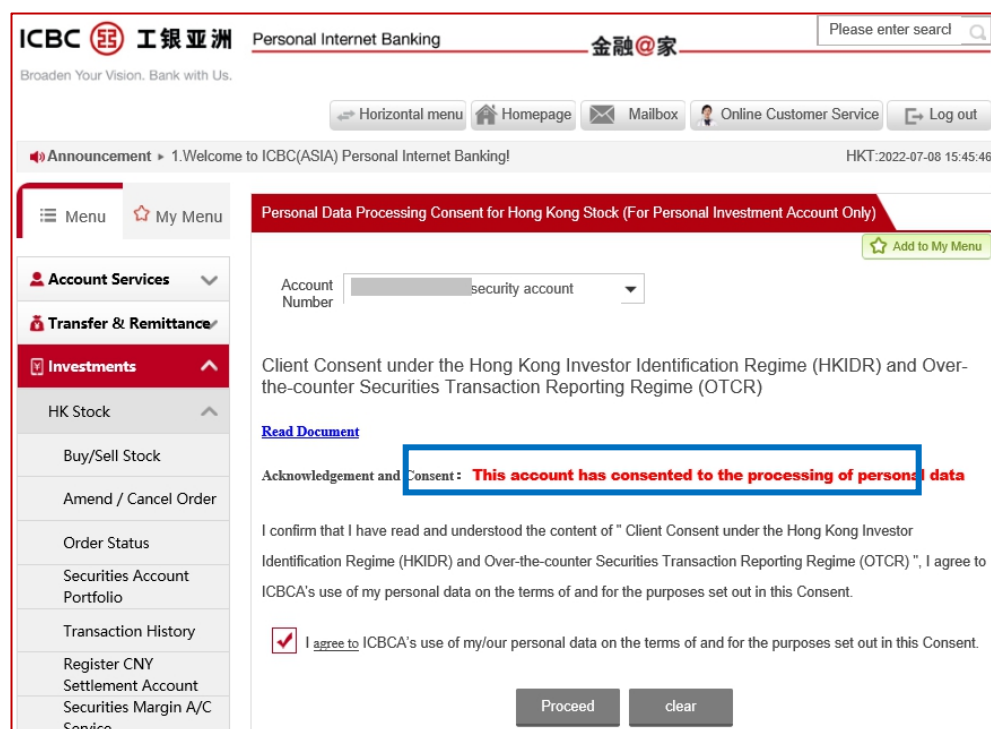 ICBC 工银亚洲
Personal Internet Banking
金融@家
Please enter searcl
Broaden Your Vision. Bank with Us.
Horizontal menu Homepage Mailbox Online Customer Service Log out
Announcement ▸ 1.Welcome to ICBC(ASIA) Personal Internet Banking!
HKT:2022-07-08 15:45:46
Menu My Menu
Personal Data Processing Consent for Hong Kong Stock (For Personal Investment Account Only)
Add to My Menu
Account Services
Transfer & Remittance
Investments
HK Stock
Buy/Sell Stock
Amend / Cancel Order
Order Status
Securities Account
Portfolio
Transaction History
Register CNY
Settlement Account
Securities Margin A/C
Service
Account
Number
security account
Client Consent under the Hong Kong Investor Identification Regime (HKIDR) and Over-
the-counter Securities Transaction Reporting Regime (OTCR)
Read Document
Acknowledgement and Consent： This account has consented to the processing of personal data
I confirm that I have read and understood the content of " Client Consent under the Hong Kong Investor
Identification Regime (HKIDR) and Over-the-counter Securities Transaction Reporting Regime (OTCR) ", I agree to
ICBCA's use of my personal data on the terms of and for the purposes set out in this Consent.
I agree to ICBCA's use of my/our personal data on the terms of and for the purposes set out in this Consent.
Proceed clear